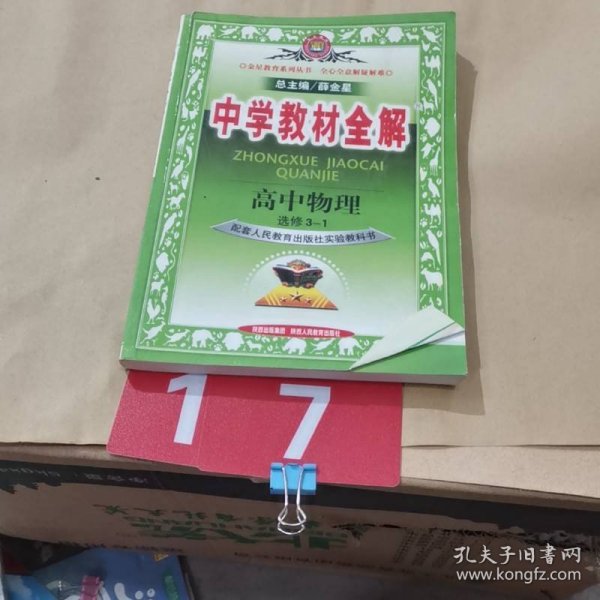 ◇金星教育系列丛书 全心全意解疑解难◇
总主编/薛金星
中学教材全解
ZHONGXUE JIAOCAI
QUANJIE
高中物理
选修3-1
配套人民教育出版社实验教科书
陕西出版集团 陕西人民教育出版社
17
孔夫子旧书网
www.kongfz.com